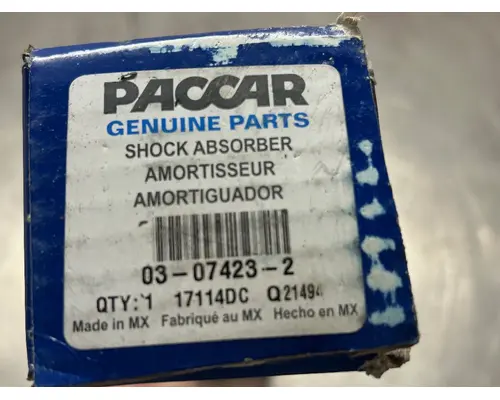 PACCAR
GENUINE PARTS
SHOCK ABSORBER
AMORTISSEUR
AMORTIGUADOR
03-07423-2
QTY: 1 17114DC Q21494
Made in MX Fabriqué au MX Hecho en MX